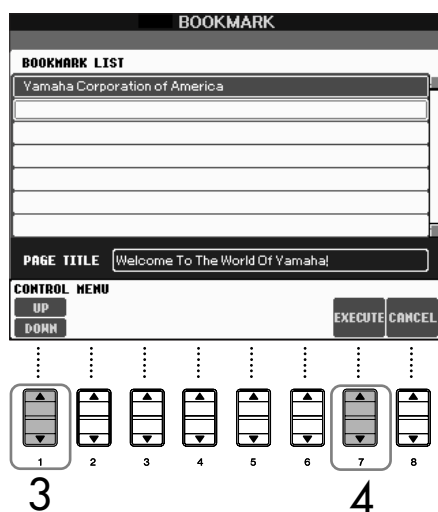 BOOKMARK
BOOKMARK LIST
Yamaha Corporation of America
PAGE TITLE Welcome To The World Of Yamaha!
CONTROL MENU
UP
DOWN
EXECUTE CANCEL
1 2 3 4 5 6 7 8
3 4